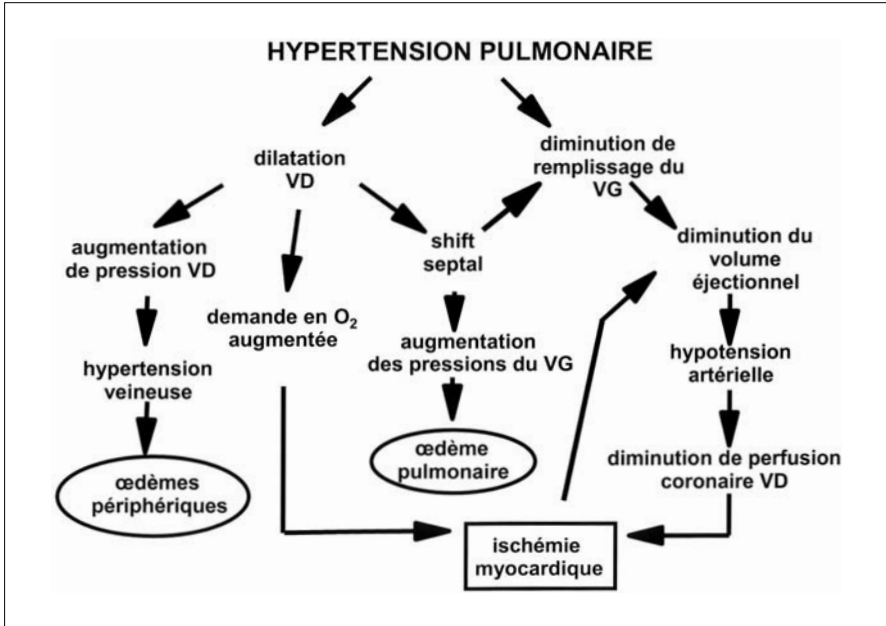 HYPERTENSION PULMONAIRE
dilatation
VD
diminution de
remplissage du
VG
augmentation
de pression VD
shift
septal
diminution du
volume
éjectionnel
demande en O₂
augmentée
augmentation
des pressions du VG
hypertension
veineuse
hypotension
artérielle
œdèmes
périphériques
œdème
pulmonaire
diminution de perfusion
coronaire VD
ischémie
myocardique